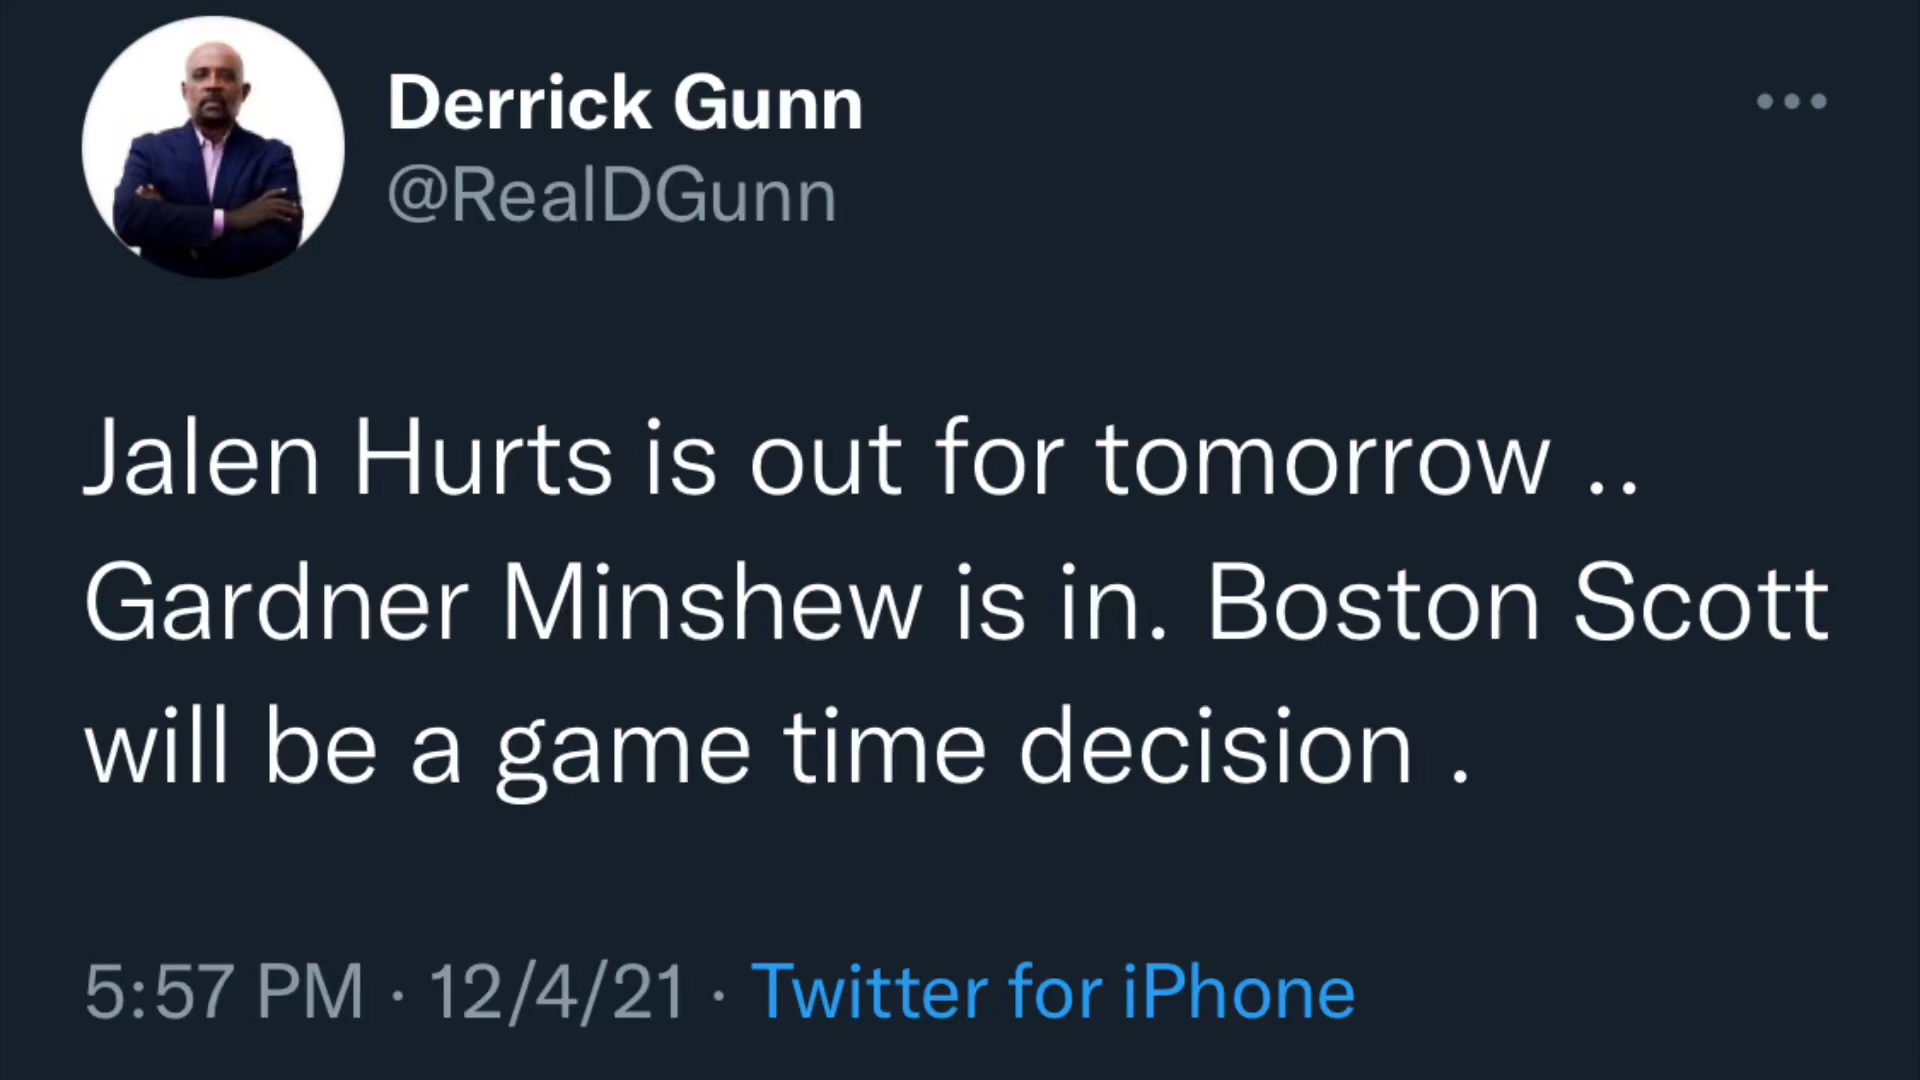 Derrick Gunn
@RealDGunn
Jalen Hurts is out for tomorrow ..
Gardner Minshew is in. Boston Scott
will be a game time decision .
5:57 PM · 12/4/21 · Twitter for iPhone